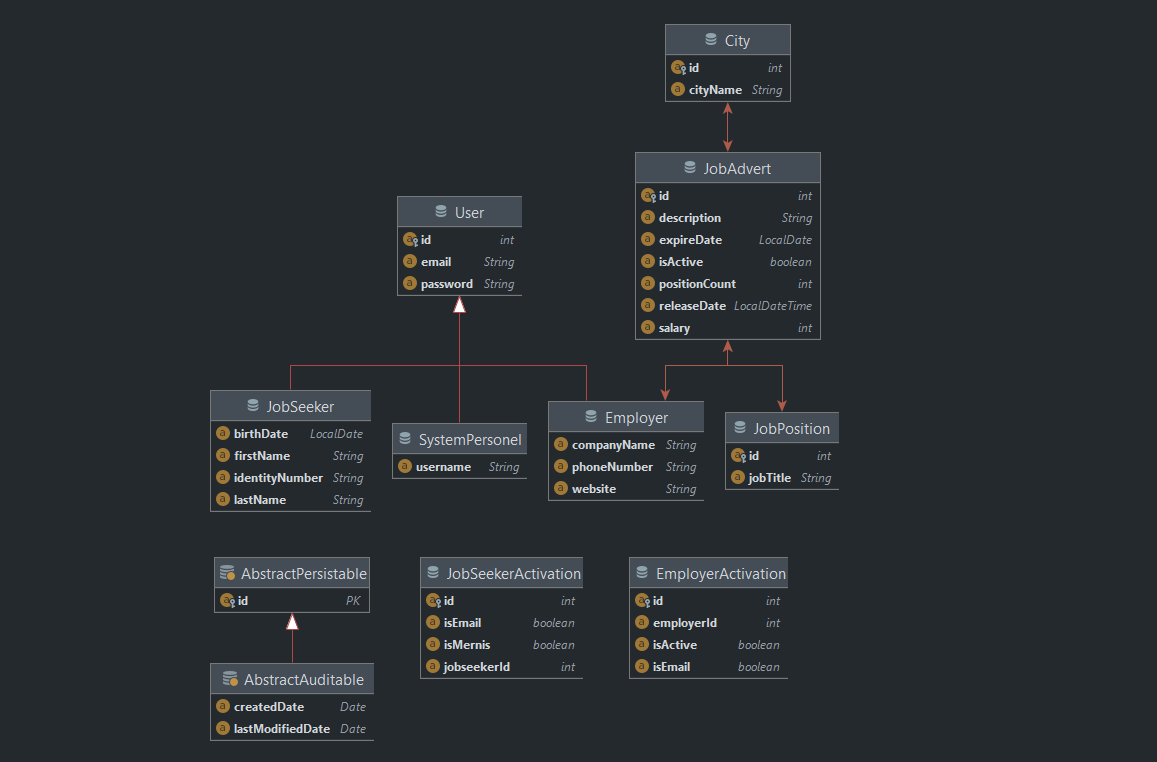 City
id int
cityName String
JobAdvert
id int
description String
expireDate LocalDate
isActive boolean
positionCount int
releaseDate LocalDateTime
salary int
User
id int
email String
password String
JobSeeker
birthDate LocalDate
firstName String
identityNumber String
lastName String
SystemPersonel
username String
Employer
companyName String
phoneNumber String
website String
JobPosition
id int
jobTitle String
AbstractPersistable
id PK
JobSeekerActivation
id int
isEmail boolean
isMernis boolean
jobseekerId int
EmployerActivation
id int
employerId int
isActive boolean
isEmail boolean
AbstractAuditable
createdDate Date
lastModifiedDate Date